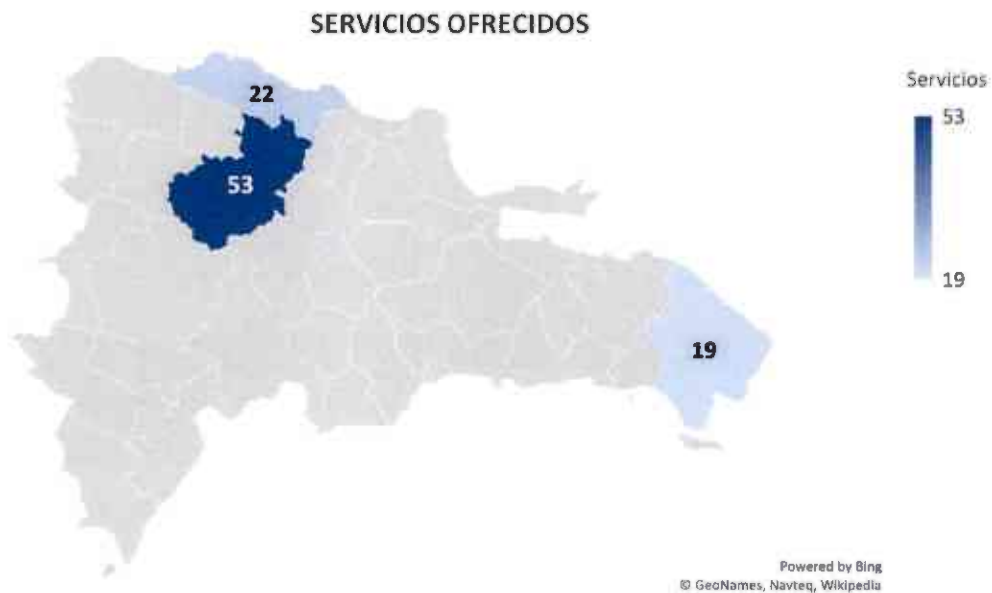 SERVICIOS OFRECIDOS
22
53
19
Servicios
53
19
Powered by Bing
© GeoNames, Navteq, Wikipedia